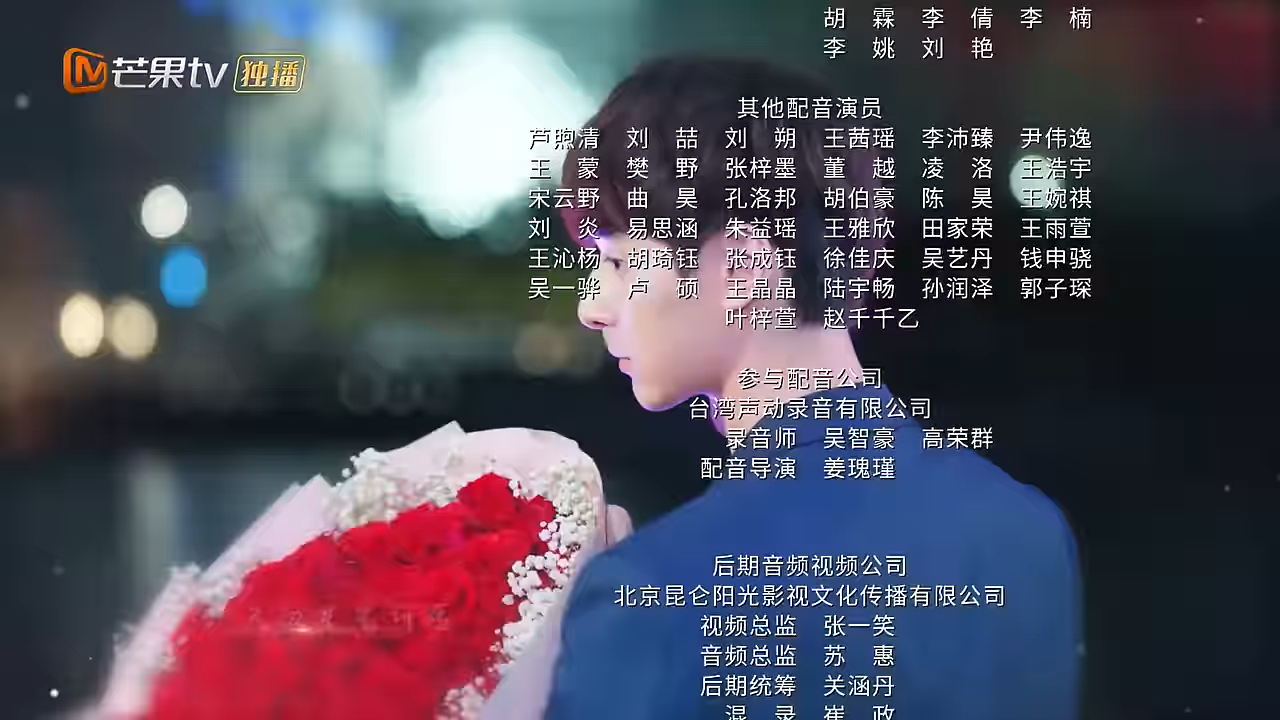 胡 霖 李 倩 李 楠
李 姚 刘 艳
芒果tv 独播
其他配音演员
芦煦清 刘 喆 刘 朔 王茜瑶 李沛臻 尹伟逸
王 蒙 樊 野 张梓墨 董 越 凌 洛 王浩宇
宋云野 曲 昊 孔洛邦 胡伯豪 陈 昊 王婉祺
刘 炎 易思涵 朱益瑶 王雅欣 田家荣 王雨萱
王沁杨 胡琦钰 张成钰 徐佳庆 吴艺丹 钱申骁
吴一骅 卢 硕 王晶晶 陆宇畅 孙润泽 郭子琛
叶梓萱 赵千千乙
参与配音公司
台湾声动录音有限公司
录音师 吴智豪 高荣群
配音导演 姜瑰瑾
后期音频视频公司
北京昆仑阳光影视文化传播有限公司
视频总监 张一笑
音频总监 苏 惠
后期统筹 关涵丹
混 录 崔 政